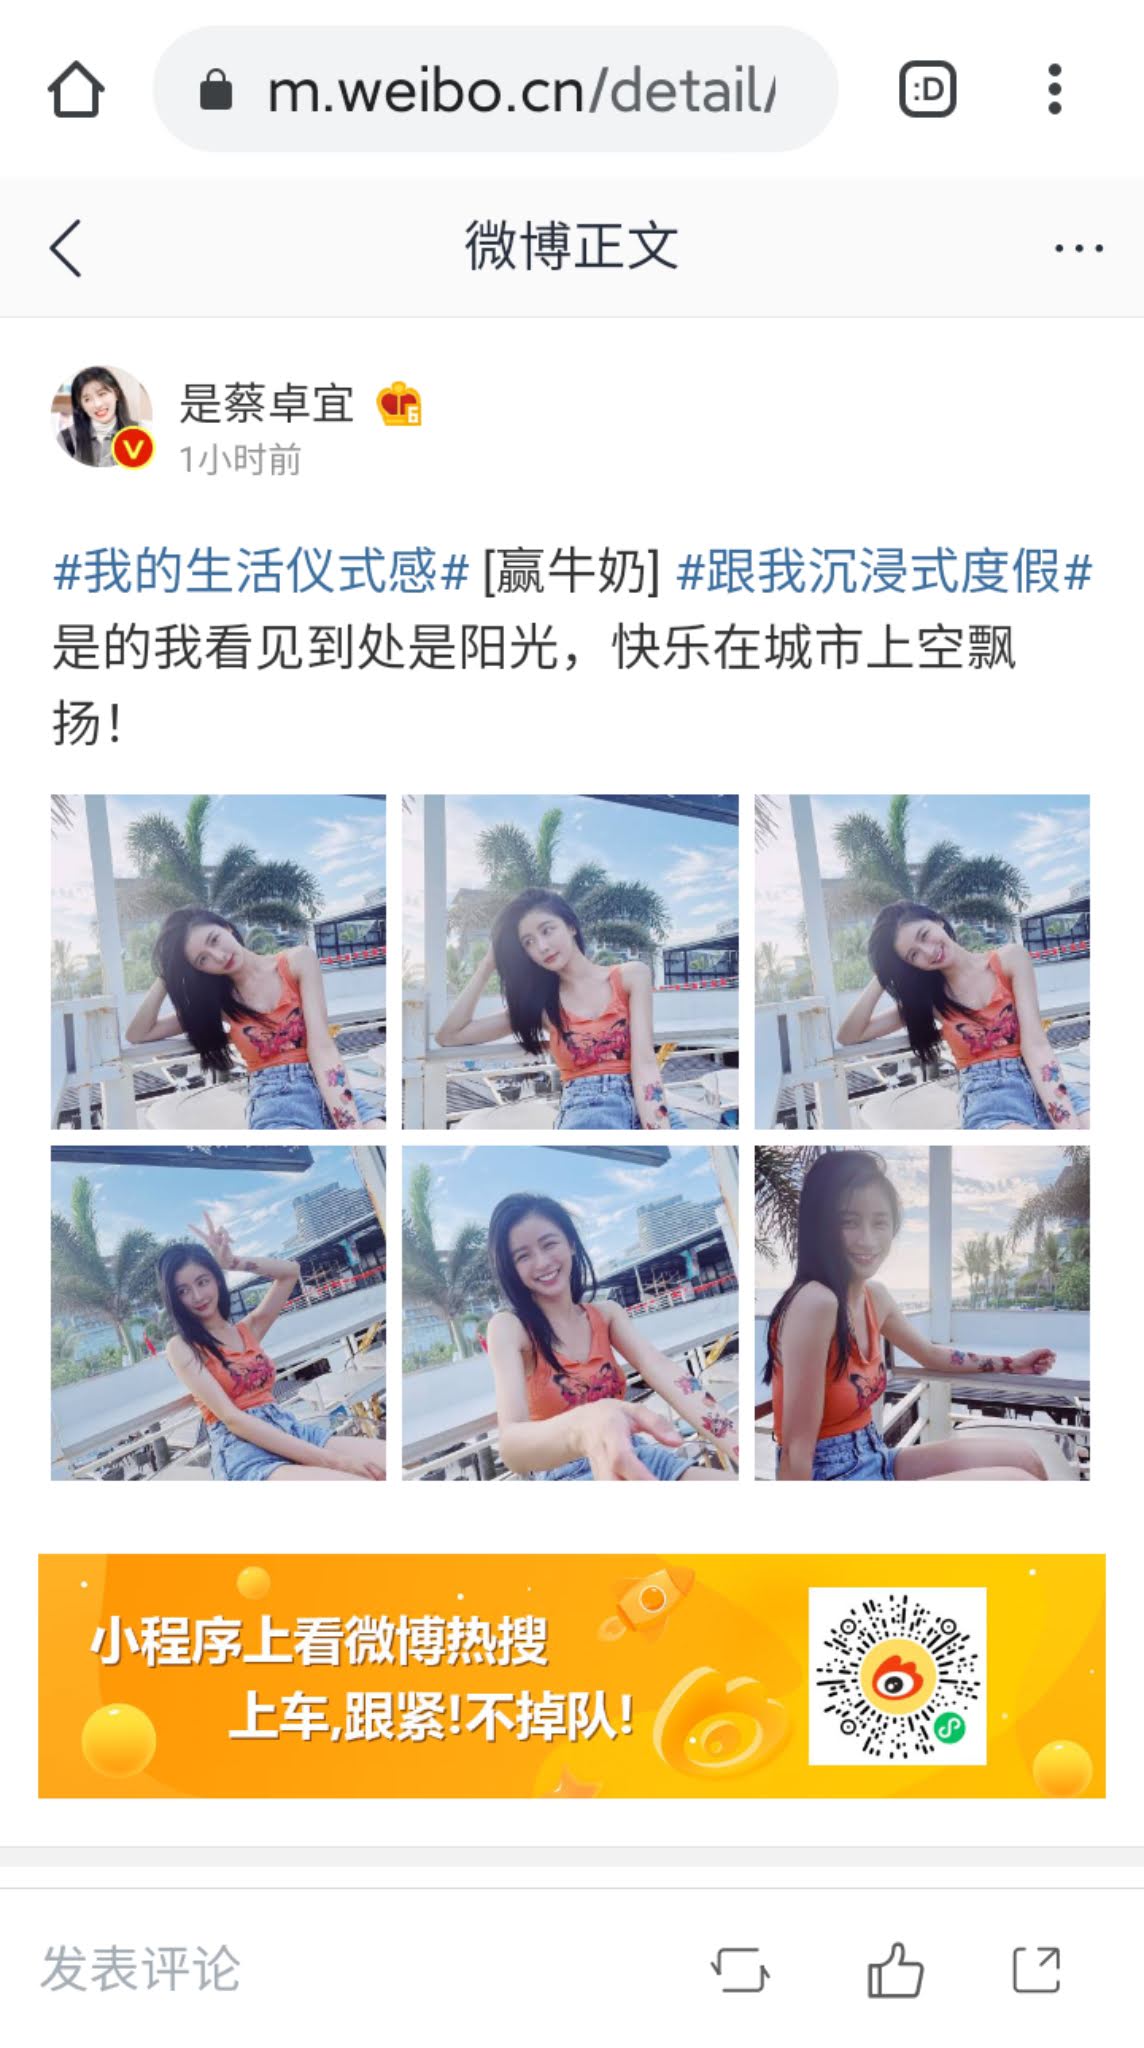 m.weibo.cn/detail/
:D
微博正文
是蔡卓宜
6
V
1小时前
#我的生活仪式感# [赢牛奶] #跟我沉浸式度假#
是的我看见到处是阳光，快乐在城市上空飘
扬！
小程序上看微博热搜
上车,跟紧!不掉队!
发表评论